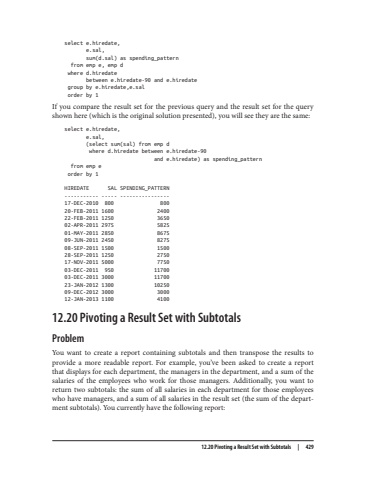 select e.hiredate,
e.sal,
sum(d.sal) as spending_pattern
from emp e, emp d
where d.hiredate
between e.hiredate-90 and e.hiredate
group by e.hiredate,e.sal
order by 1
If you compare the result set for the previous query and the result set for the query
shown here (which is the original solution presented), you will see they are the same:
select e.hiredate,
e.sal,
(select sum(sal) from emp d
where d.hiredate between e.hiredate-90
and e.hiredate) as spending_pattern
from emp e
order by 1
HIREDATE SAL SPENDING_PATTERN
----------- ----- ----------------
17-DEC-2010 800 800
20-FEB-2011 1600 2400
22-FEB-2011 1250 3650
02-APR-2011 2975 5825
01-MAY-2011 2850 8675
09-JUN-2011 2450 8275
08-SEP-2011 1500 1500
28-SEP-2011 1250 2750
17-NOV-2011 5000 7750
03-DEC-2011 950 11700
03-DEC-2011 3000 11700
23-JAN-2012 1300 10250
09-DEC-2012 3000 3000
12-JAN-2013 1100 4100
12.20 Pivoting a Result Set with Subtotals
Problem
You want to create a report containing subtotals and then transpose the results to
provide a more readable report. For example, you've been asked to create a report
that displays for each department, the managers in the department, and a sum of the
salaries of the employees who work for those managers. Additionally, you want to
return two subtotals: the sum of all salaries in each department for those employees
who have managers, and a sum of all salaries in the result set (the sum of the depart-
ment subtotals). You currently have the following report:
12.20 Pivoting a Result Set with Subtotals | 429